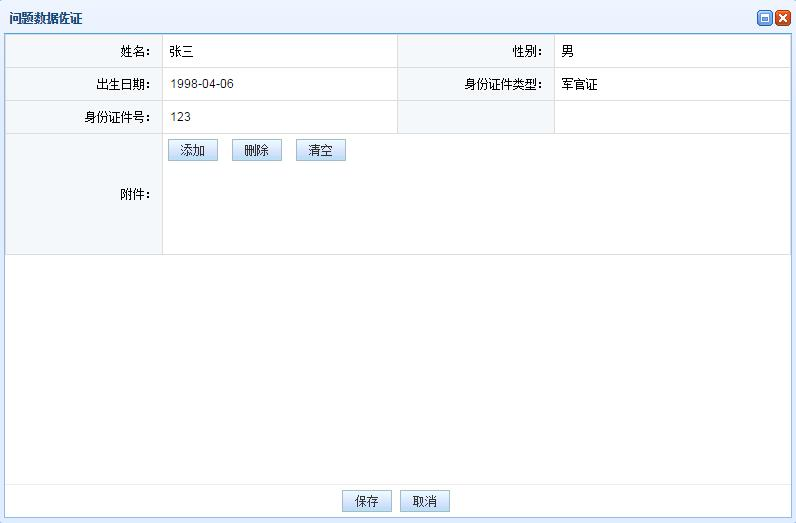 问题数据佐证
姓名： 张三 性别： 男
出生日期： 1998-04-06 身份证件类型： 军官证
身份证件号： 123
添加 删除 清空
附件：
保存 取消